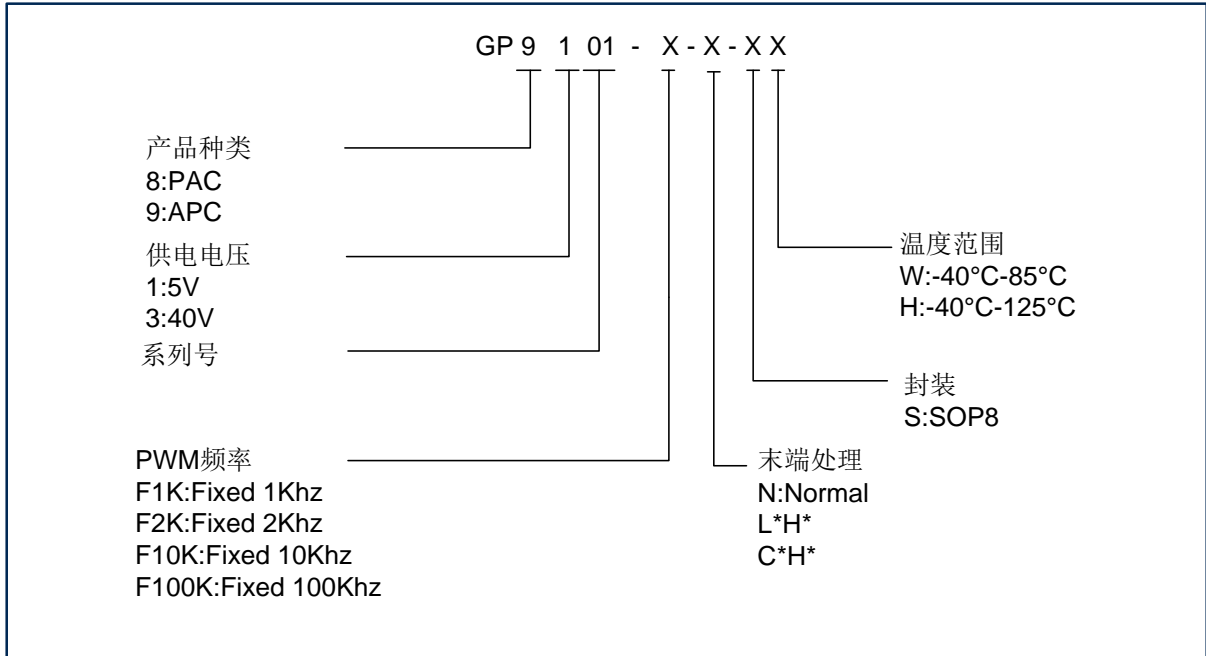 GP 9 1 01 - X - X - X X
产品种类
8:PAC
9:APC
供电电压
1:5V
3:40V
系列号
PWM频率
F1K:Fixed 1Khz
F2K:Fixed 2Khz
F10K:Fixed 10Khz
F100K:Fixed 100Khz
温度范围
W:-40°C-85°C
H:-40°C-125°C
封装
S:SOP8
末端处理
N:Normal
L*H*
C*H*